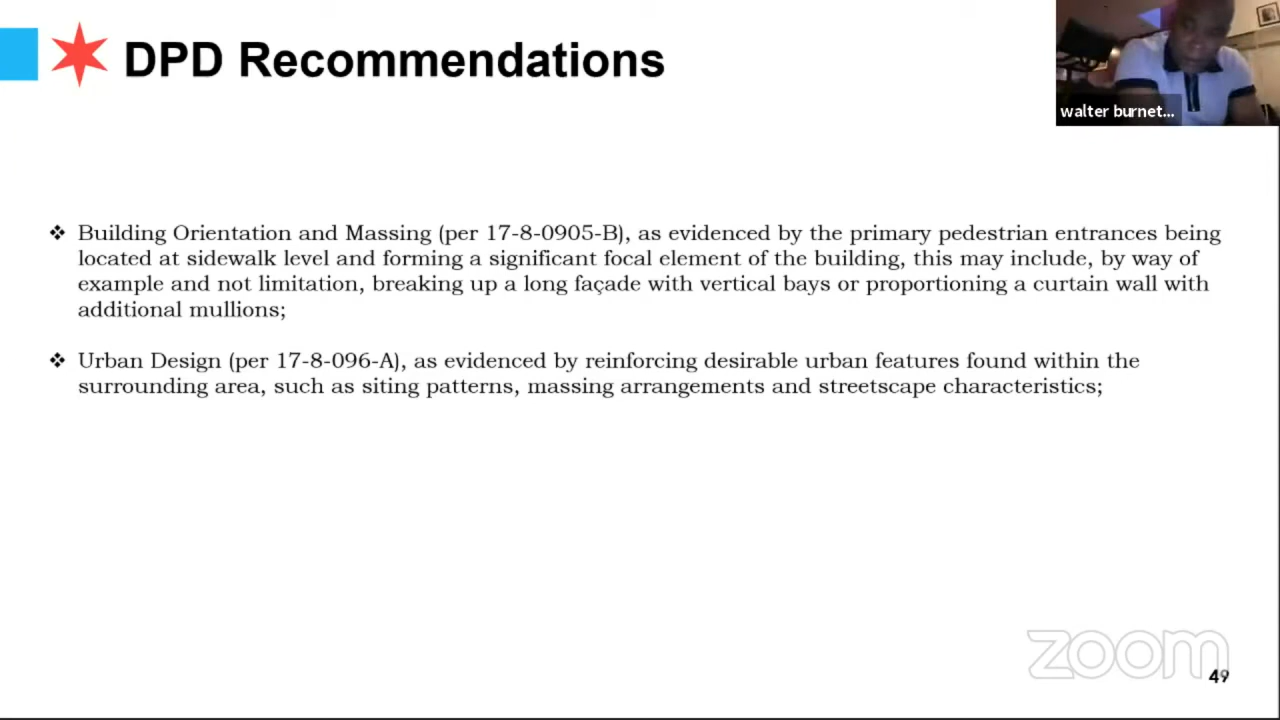 DPD Recommendations
walter burnet...
❖ Building Orientation and Massing (per 17-8-0905-B), as evidenced by the primary pedestrian entrances being
located at sidewalk level and forming a significant focal element of the building, this may include, by way of
example and not limitation, breaking up a long façade with vertical bays or proportioning a curtain wall with
additional mullions;
❖ Urban Design (per 17-8-096-A), as evidenced by reinforcing desirable urban features found within the
surrounding area, such as siting patterns, massing arrangements and streetscape characteristics;
zoom
49